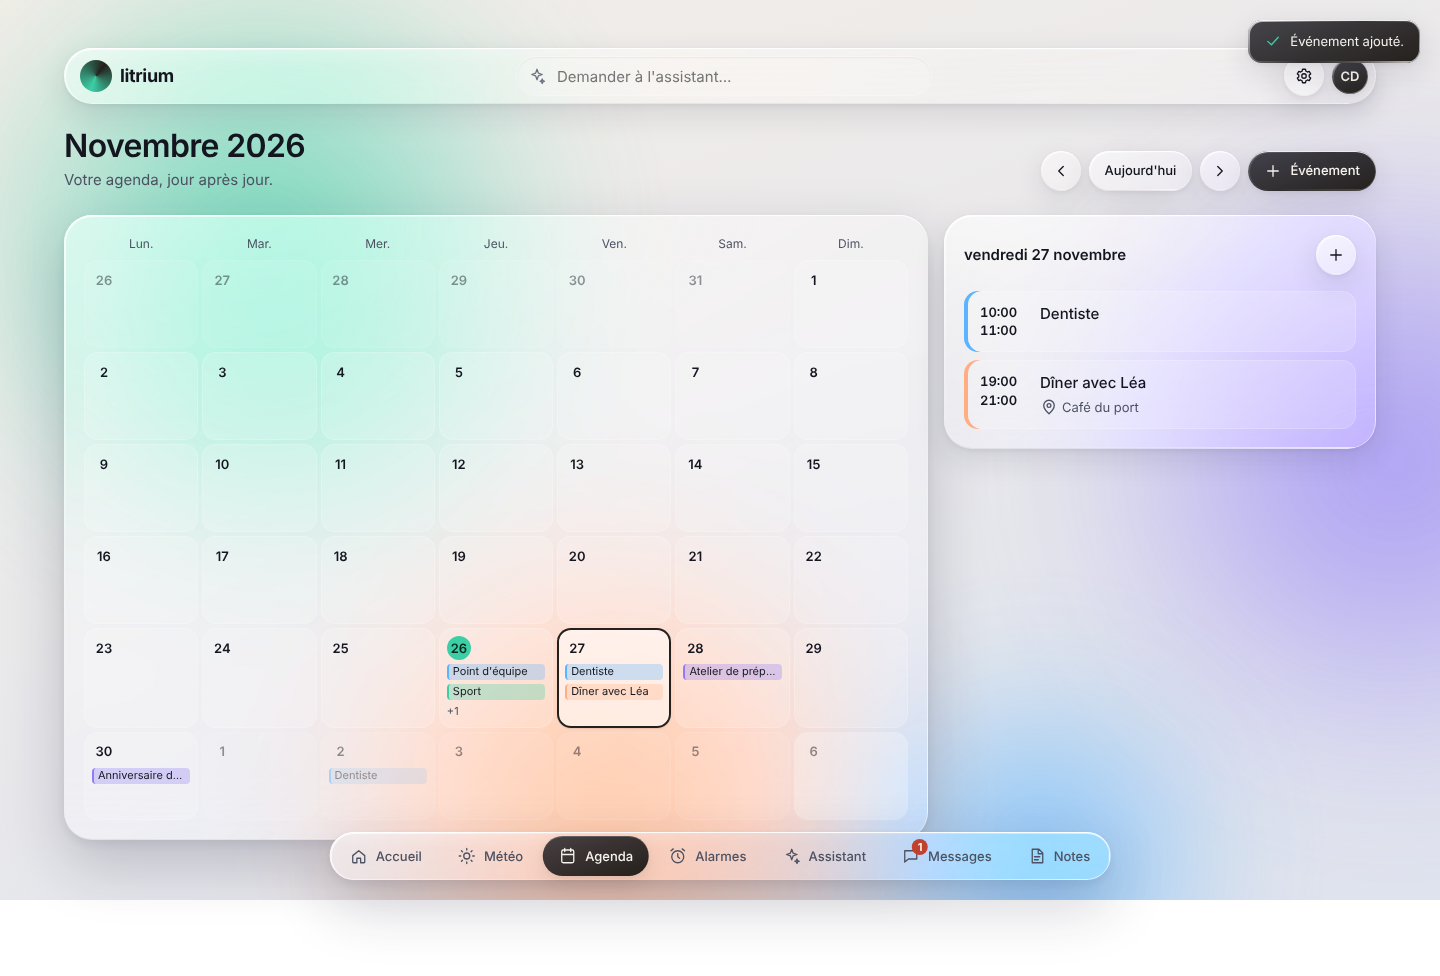 Événement ajouté.
litrium
Demander à l'assistant...
CD
Novembre 2026
Votre agenda, jour après jour.
Aujourd'hui
Événement
Lun. Mar. Mer. Jeu. Ven. Sam. Dim.
26 27 28 29 30 31 1
2 3 4 5 6 7 8
9 10 11 12 13 14 15
16 17 18 19 20 21 22
23 24 25 26 27 28 29
Point d'équipe Dentiste Atelier de prép...
Sport Dîner avec Léa
+1
30 1 2 3 4 5 6
Anniversaire d... Dentiste
vendredi 27 novembre
10:00 Dentiste
11:00
19:00 Dîner avec Léa
21:00 Café du port
Accueil Météo Agenda Alarmes Assistant 1 Messages Notes